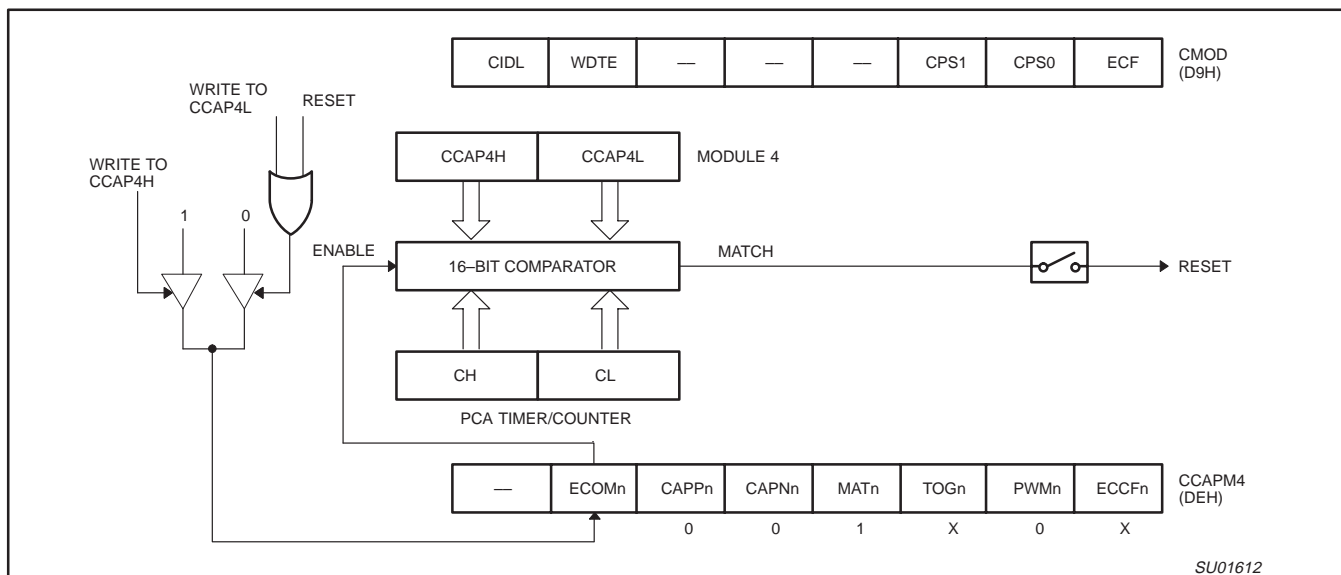 CIDL WDTE — — — CPS1 CPS0 ECF
CMOD
(D9H)
WRITE TO
CCAP4L
RESET
WRITE TO
CCAP4H
CCAP4H CCAP4L MODULE 4
1 0
ENABLE
16–BIT COMPARATOR
MATCH
RESET
CH CL
PCA TIMER/COUNTER
— ECOMn CAPPn CAPNn MATn TOGn PWMn ECCFn
CCAPM4
(DEH)
0 0 1 X 0 X
SU01612